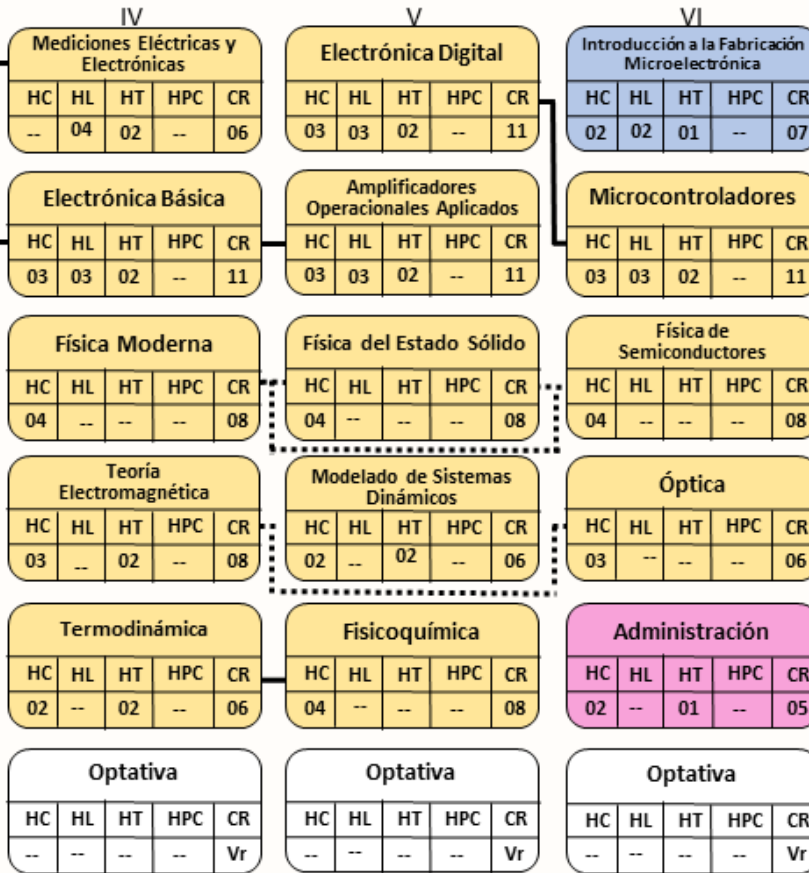 IV V VI
Mediciones Eléctricas y
Electrónicas
HC HL HT HPC CR
-- 04 02 -- 06
Electrónica Digital
HC HL HT HPC CR
03 03 02 -- 11
Introducción a la Fabricación
Microelectrónica
HC HL HT HPC CR
02 02 01 -- 07
Electrónica Básica
HC HL HT HPC CR
03 03 02 -- 11
Amplificadores
Operacionales Aplicados
HC HL HT HPC CR
03 03 02 -- 11
Microcontroladores
HC HL HT HPC CR
03 03 02 -- 11
Física Moderna
HC HL HT HPC CR
04 -- -- -- 08
Física del Estado Sólido
HC HL HT HPC CR
04 -- -- -- 08
Física de
Semiconductores
HC HL HT HPC CR
04 -- -- -- 08
Teoría
Electromagnética
HC HL HT HPC CR
03 -- 02 -- 08
Modelado de Sistemas
Dinámicos
HC HL HT HPC CR
02 -- 02 -- 06
Óptica
HC HL HT HPC CR
03 -- -- -- 06
Termodinámica
HC HL HT HPC CR
02 -- 02 -- 06
Fisicoquímica
HC HL HT HPC CR
04 -- -- -- 08
Administración
HC HL HT HPC CR
02 -- 01 -- 05
Optativa
HC HL HT HPC CR
-- -- -- -- Vr
Optativa
HC HL HT HPC CR
-- -- -- -- Vr
Optativa
HC HL HT HPC CR
-- -- -- -- Vr